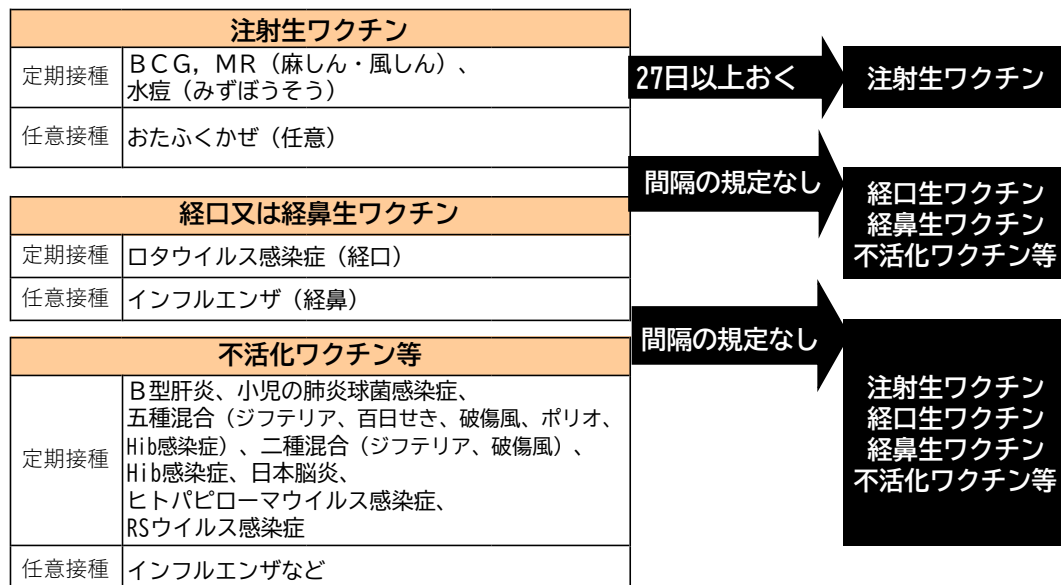 注射生ワクチン
定期接種
ＢＣＧ，ＭＲ（麻しん・風しん）、
水痘（みずぼうそう）
任意接種
おたふくかぜ（任意）
27日以上おく
注射生ワクチン
間隔の規定なし
経口生ワクチン
経鼻生ワクチン
不活化ワクチン等
経口又は経鼻生ワクチン
定期接種
ロタウイルス感染症（経口）
任意接種
インフルエンザ（経鼻）
間隔の規定なし
注射生ワクチン
経口生ワクチン
経鼻生ワクチン
不活化ワクチン等
不活化ワクチン等
定期接種
Ｂ型肝炎、小児の肺炎球菌感染症、
五種混合（ジフテリア、百日せき、破傷風、ポリオ、
Hib感染症）、二種混合（ジフテリア、破傷風）、
Hib感染症、日本脳炎、
ヒトパピローマウイルス感染症、
RSウイルス感染症
任意接種
インフルエンザなど